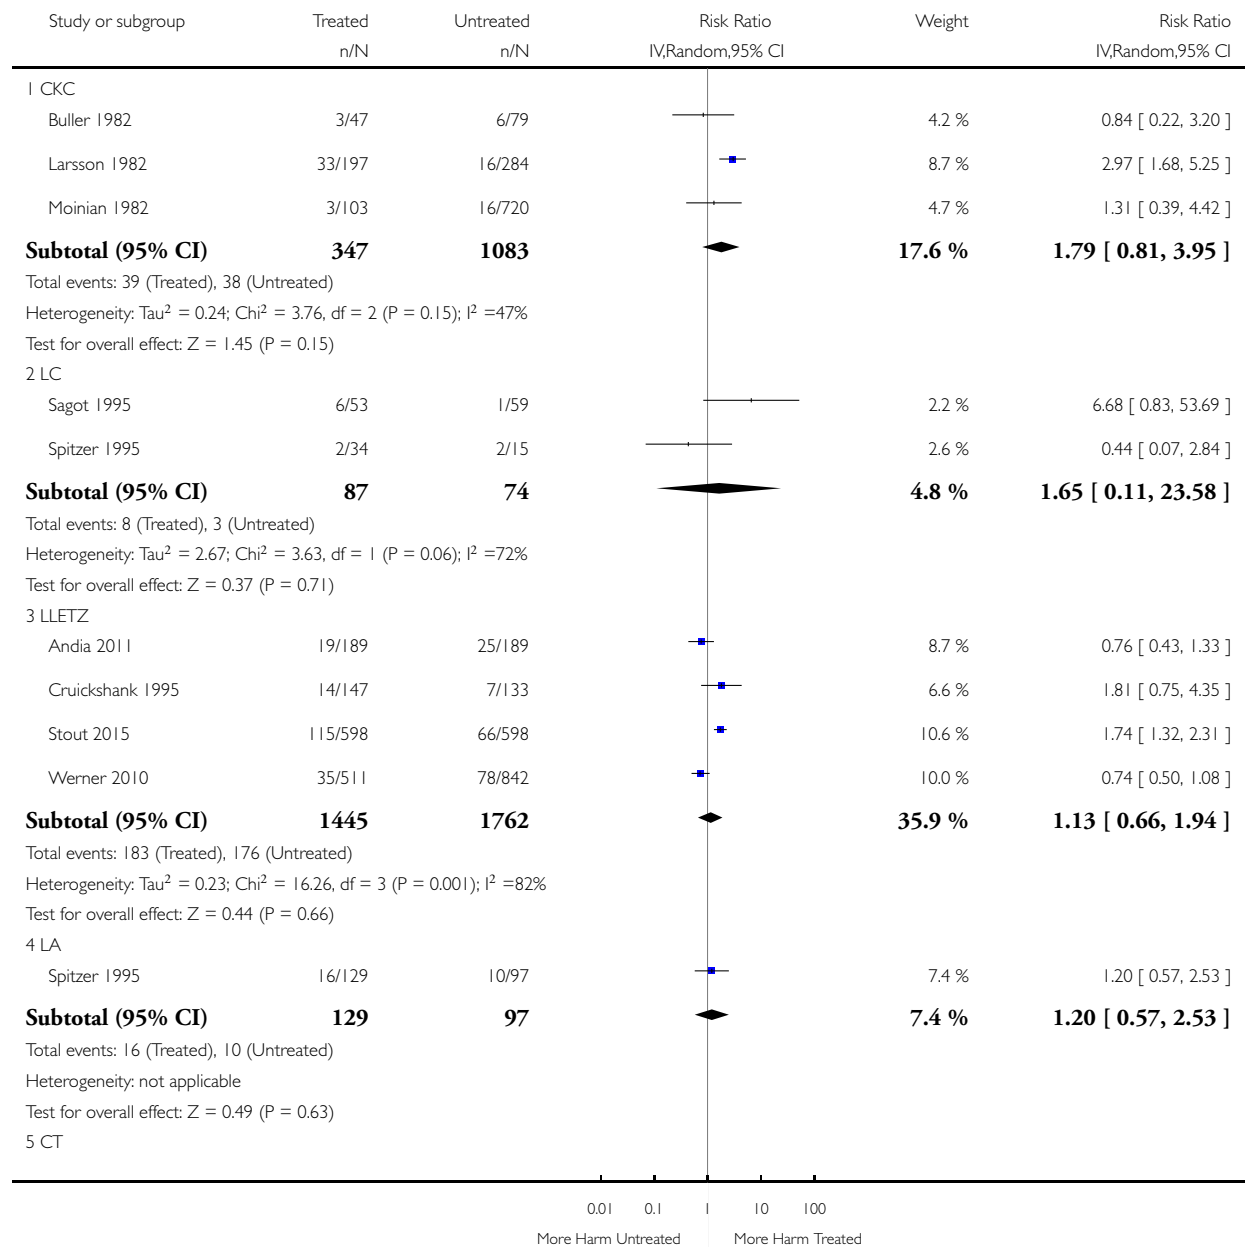 Study or subgroup Treated Untreated Risk Ratio Weight Risk Ratio
n/N n/N IV,Random,95% CI IV,Random,95% CI
1 CKC
Buller 1982 3/47 6/79 4.2 % 0.84 [ 0.22, 3.20 ]
Larsson 1982 33/197 16/284 8.7 % 2.97 [ 1.68, 5.25 ]
Moinian 1982 3/103 16/720 4.7 % 1.31 [ 0.39, 4.42 ]
Subtotal (95% CI) 347 1083 17.6 % 1.79 [ 0.81, 3.95 ]
Total events: 39 (Treated), 38 (Untreated)
Heterogeneity: Tau² = 0.24; Chi² = 3.76, df = 2 (P = 0.15); I² =47%
Test for overall effect: Z = 1.45 (P = 0.15)
2 LC
Sagot 1995 6/53 1/59 2.2 % 6.68 [ 0.83, 53.69 ]
Spitzer 1995 2/34 2/15 2.6 % 0.44 [ 0.07, 2.84 ]
Subtotal (95% CI) 87 74 4.8 % 1.65 [ 0.11, 23.58 ]
Total events: 8 (Treated), 3 (Untreated)
Heterogeneity: Tau² = 2.67; Chi² = 3.63, df = 1 (P = 0.06); I² =72%
Test for overall effect: Z = 0.37 (P = 0.71)
3 LLETZ
Andia 2011 19/189 25/189 8.7 % 0.76 [ 0.43, 1.33 ]
Cruickshank 1995 14/147 7/133 6.6 % 1.81 [ 0.75, 4.35 ]
Stout 2015 115/598 66/598 10.6 % 1.74 [ 1.32, 2.31 ]
Werner 2010 35/511 78/842 10.0 % 0.74 [ 0.50, 1.08 ]
Subtotal (95% CI) 1445 1762 35.9 % 1.13 [ 0.66, 1.94 ]
Total events: 183 (Treated), 176 (Untreated)
Heterogeneity: Tau² = 0.23; Chi² = 16.26, df = 3 (P = 0.001); I² =82%
Test for overall effect: Z = 0.44 (P = 0.66)
4 LA
Spitzer 1995 16/129 10/97 7.4 % 1.20 [ 0.57, 2.53 ]
Subtotal (95% CI) 129 97 7.4 % 1.20 [ 0.57, 2.53 ]
Total events: 16 (Treated), 10 (Untreated)
Heterogeneity: not applicable
Test for overall effect: Z = 0.49 (P = 0.63)
5 CT
0.01 0.1 1 10 100
More Harm Untreated More Harm Treated